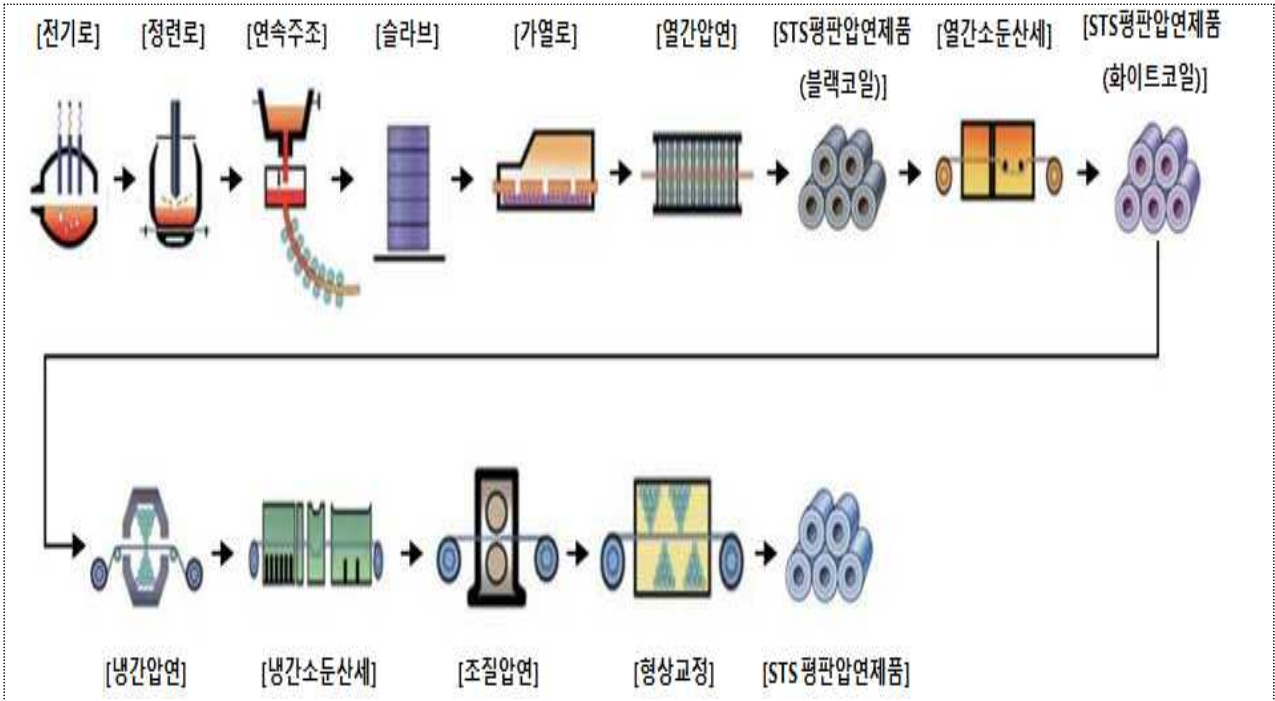 [전기로]
[정련로]
[연속주조]
[슬라브]
[가열로]
[열간압연]
[STS평판압연제품
(블랙코일)]
[열간소둔산세]
[STS평판압연제품
(화이트코일)]
[냉간압연]
[냉간소둔산세]
[조질압연]
[형상교정]
[STS평판압연제품]